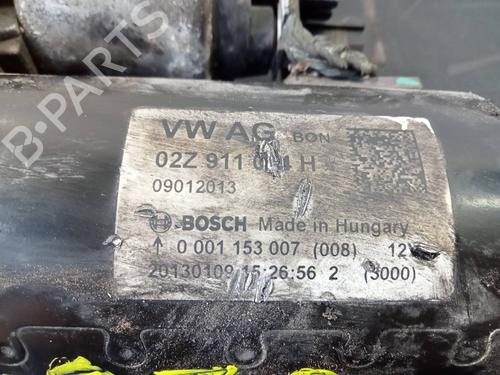 VW AG BON
02Z 911 H
09012013
BOSCH Made in Hungary
↑ 0 001 153 007 (008) 12
20130109 15:26:56 2 (3000)
B-PARTS